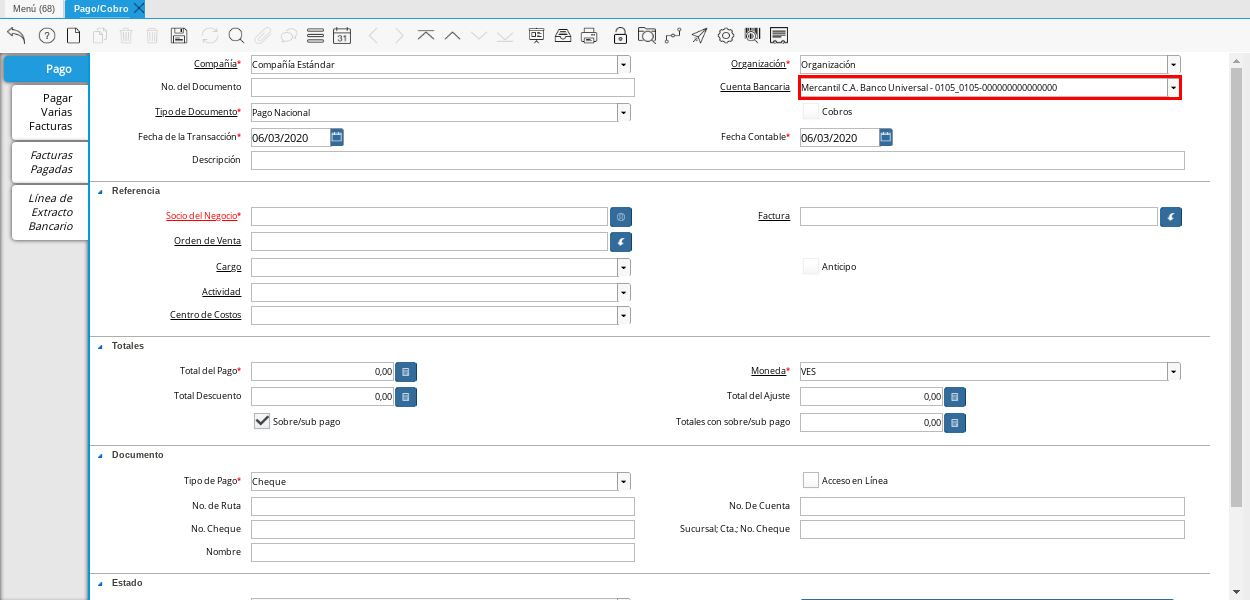 Menú (68) Pago/Cobro
31
Pago
Pagar
Varias
Facturas
Facturas
Pagadas
Línea de
Extracto
Bancario
Compañía* Compañía Estándar Organización* Organización
No. del Documento Cuenta Bancaria Mercantil C.A. Banco Universal - 0105_0105-000000000000000
Tipo de Documento* Pago Nacional Cobros
Fecha de la Transacción* 06/03/2020 Fecha Contable* 06/03/2020
Descripción
Referencia
Socio del Negocio* Factura
Orden de Venta
Cargo Anticipo
Actividad
Centro de Costos
Totales
Total del Pago* 0,00 Moneda* VES
Total Descuento 0,00 Total del Ajuste 0,00
Sobre/sub pago Totales con sobre/sub pago 0,00
Documento
Tipo de Pago* Cheque Acceso en Línea
No. de Ruta No. De Cuenta
No. Cheque Sucursal; Cta.; No. Cheque
Nombre
Estado